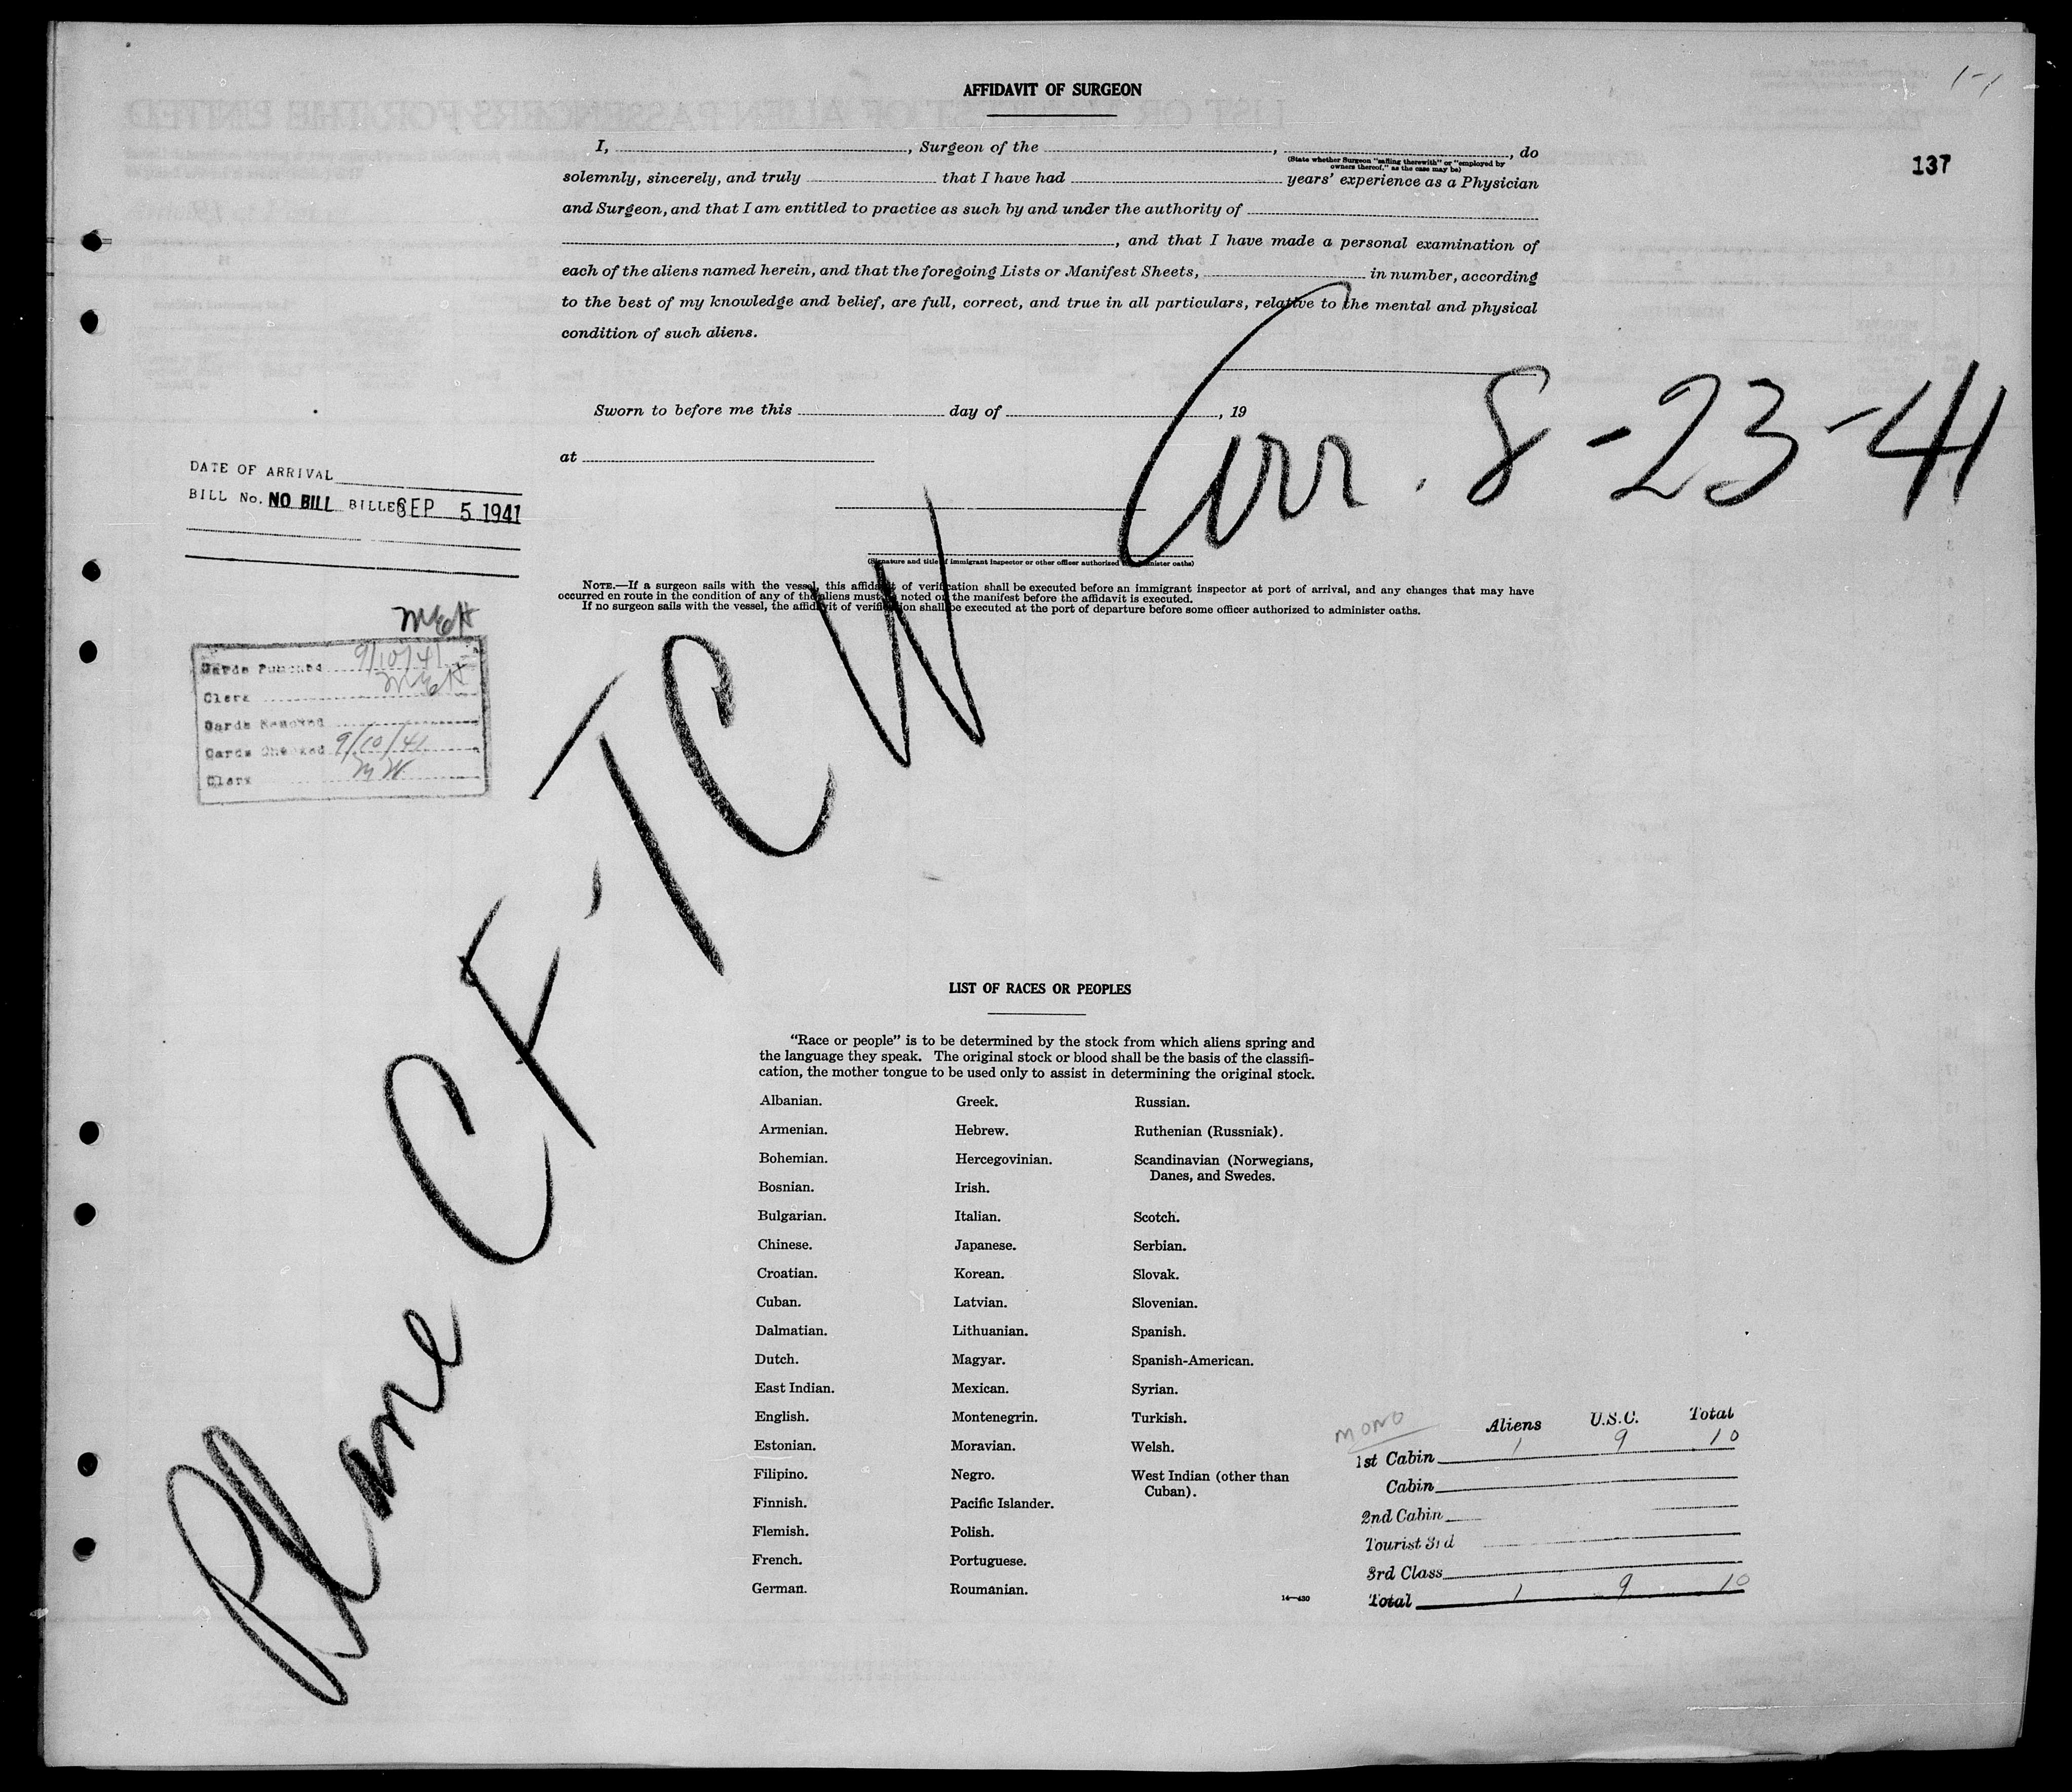 1-1
137
AFFIDAVIT OF SURGEON
I, , Surgeon of the , , do
(State whether Surgeon "sailing therewith" or "employed by
owners thereof," as the case may be)
solemnly, sincerely, and truly that I have had years' experience as a Physician
and Surgeon, and that I am entitled to practice as such by and under the authority of
, and that I have made a personal examination of
each of the aliens named herein, and that the foregoing Lists or Manifest Sheets, in number, according
to the best of my knowledge and belief, are full, correct, and true in all particulars, relative to the mental and physical
condition of such aliens.
Sworn to before me this day of , 19
at
Arr. 8-23-41
DATE OF ARRIVAL
BILL No. NO BILL BILLED SEP 5 1941
(Signature and title of immigrant inspector or other officer authorized to administer oaths)
NOTE.—If a surgeon sails with the vessel, this affidavit of verification shall be executed before an immigrant inspector at port of arrival, and any changes that may have
occurred en route in the condition of any of the aliens must be noted on the manifest before the affidavit is executed.
If no surgeon sails with the vessel, the affidavit of verification shall be executed at the port of departure before some officer authorized to administer oaths.
Cards Punched 9/10/41
Clerk
Cards
Cards Checked 9/10/41
Clerk MW
Plane CF-TCW
LIST OF RACES OR PEOPLES
"Race or people" is to be determined by the stock from which aliens spring and
the language they speak. The original stock or blood shall be the basis of the classifi-
cation, the mother tongue to be used only to assist in determining the original stock.
Albanian.
Armenian.
Bohemian.
Bosnian.
Bulgarian.
Chinese.
Croatian.
Cuban.
Dalmatian.
Dutch.
East Indian.
English.
Estonian.
Filipino.
Finnish.
Flemish.
French.
German.
Greek.
Hebrew.
Hercegovinian.
Irish.
Italian.
Japanese.
Korean.
Latvian.
Lithuanian.
Magyar.
Mexican.
Montenegrin.
Moravian.
Negro.
Pacific Islander.
Polish.
Portuguese.
Roumanian.
Russian.
Ruthenian (Russniak).
Scandinavian (Norwegians,
Danes, and Swedes.
Scotch.
Serbian.
Slovak.
Slovenian.
Spanish.
Spanish-American.
Syrian.
Turkish.
Welsh.
West Indian (other than
Cuban).
14—430
MONO
Aliens U.S.C. Total
1st Cabin 1 9 10
Cabin
2nd Cabin
Tourist 3rd
3rd Class
Total 1 9 10